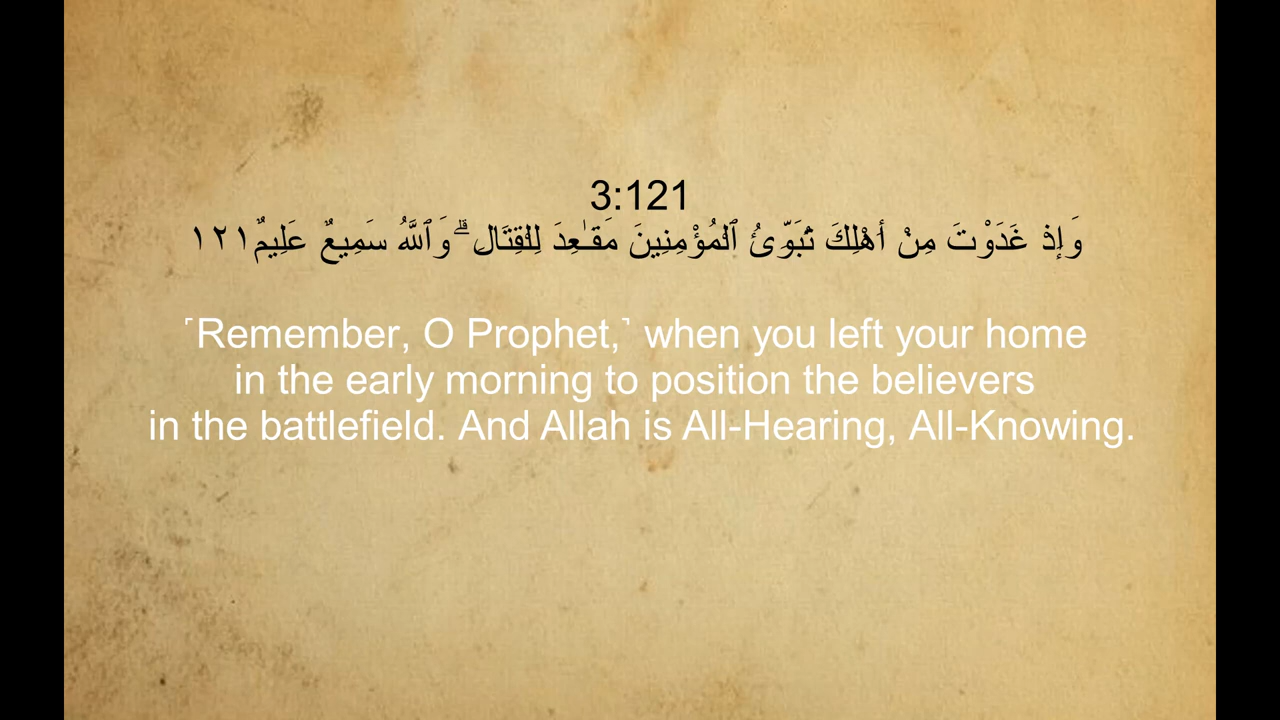 3:121
وَإِذْ غَدَوْتَ مِنْ أَهْلِكَ تُبَوِّئُ ٱلْمُؤْمِنِينَ مَقَـٰعِدَ لِلْقِتَالِ ۗ وَٱللَّهُ سَمِيعٌ عَلِيمٌ١٢١
˹Remember, O Prophet,˺ when you left your home
in the early morning to position the believers
in the battlefield. And Allah is All-Hearing, All-Knowing.